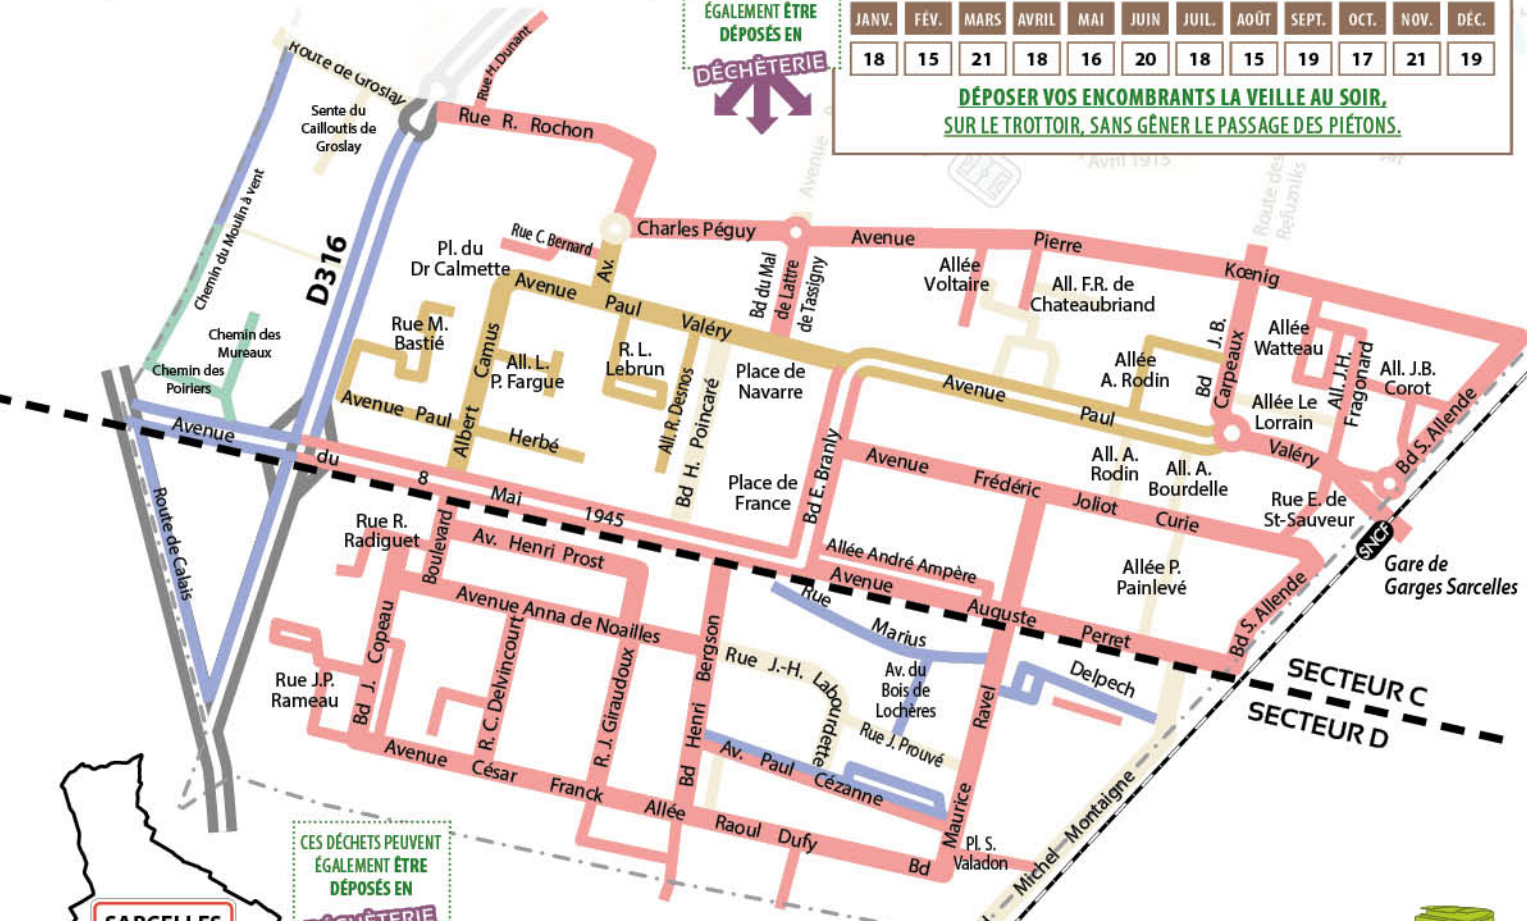 ÉGALEMENT ÊTRE
DÉPOSÉS EN
DÉCHÈTERIE
JANV. FÉV. MARS AVRIL MAI JUIN JUIL. AOÛT SEPT. OCT. NOV. DÉC.
18 15 21 18 16 20 18 15 19 17 21 19
DÉPOSER VOS ENCOMBRANTS LA VEILLE AU SOIR,
SUR LE TROTTOIR, SANS GÊNER LE PASSAGE DES PIÉTONS.
Route de Groslay
Rue H. Dunant
Sente du
Cailloutis de
Groslay
Rue R. Rochon
Avenue
Avril 1915
Route des
Refuzniks
Chemin du Moulin à vent
D316
Pl. du
Dr Calmette
Rue C. Bernard
Av.
Charles Péguy
Avenue
Pierre
Kœnig
Bd du Mal
de Lattre
de Tassigny
Allée
Voltaire
All. F.R. de
Chateaubriand
Avenue Paul Valéry
Chemin des
Mureaux
Chemin des
Poiriers
Rue M.
Bastié
Albert Camus
All. L.
P. Fargue
R. L.
Lebrun
All. R. Desnos
Bd H. Poincaré
Place de
Navarre
Allée
A. Rodin
Bd J.B.
Carpeaux
Allée
Watteau
All. J.H.
Fragonard
All. J.B.
Corot
Allée Le
Lorrain
Avenue Paul
Valéry
Bd S. Allende
Avenue Paul Herbé
Avenue du 8 Mai 1945
Place de
France
Bd E. Branly
Avenue Frédéric Joliot Curie
All. A.
Rodin
All. A.
Bourdelle
Rue E. de
St-Sauveur
SNCF
Gare de
Garges Sarcelles
Route de Calais
Rue R.
Radiguet
Boulevard
Av. Henri Prost
Allée André Ampère
Avenue Auguste Perret
Allée P.
Painlevé
Bd S. Allende
Avenue Anna de Noailles
Rue Marius
Delpech
Av. du
Bois de
Lochères
SECTEUR C
SECTEUR D
Rue J.P.
Rameau
Bd J. Copeau
R. C. Delvincourt
R. J. Giraudoux
Bd Henri Bergson
Rue J.-H. Labourdette
Rue J. Prouvé
Av. Paul Cézanne
Bd Maurice Ravel
Avenue César Franck
Allée Raoul Dufy
Pl. S.
Valadon
Michel Montaigne
CES DÉCHETS PEUVENT
ÉGALEMENT ÊTRE
DÉPOSÉS EN
DÉCHÈTERIE
SARCELLES